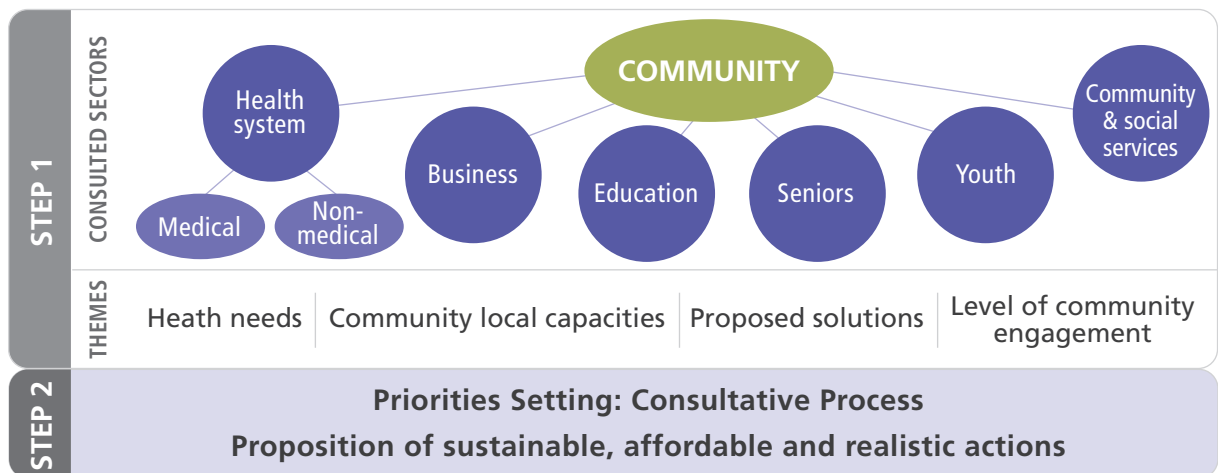 STEP 1
CONSULTED SECTORS
COMMUNITY
Health
system
Medical
Non-
medical
Business
Education
Seniors
Youth
Community
& social
services
THEMES
Heath needs
Community local capacities
Proposed solutions
Level of community
engagement
STEP 2
Priorities Setting: Consultative Process
Proposition of sustainable, affordable and realistic actions